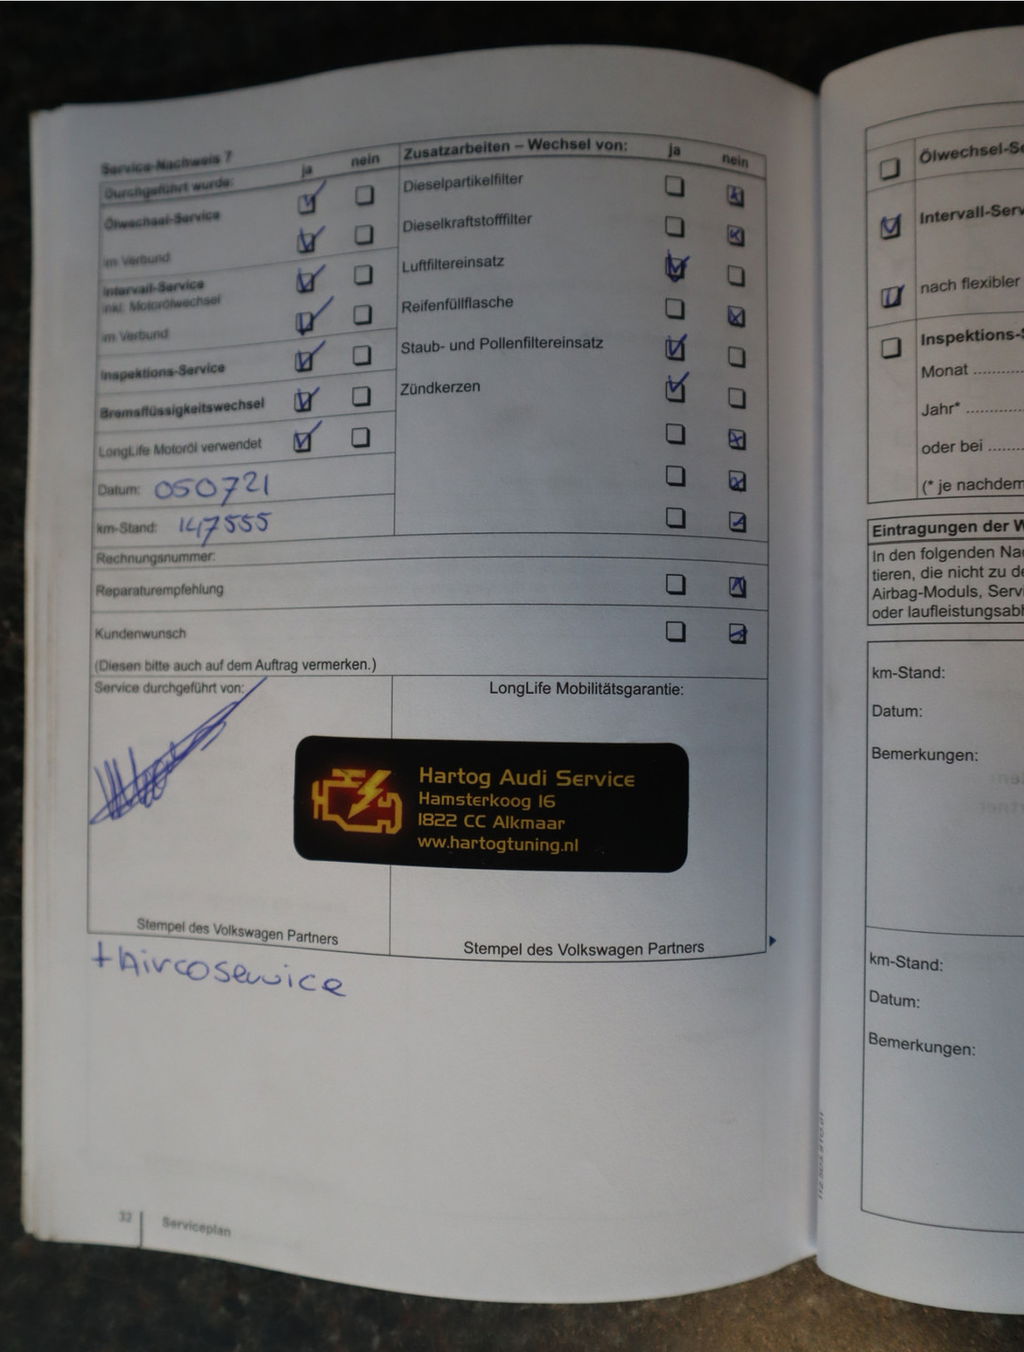 Service-Nachweis 7
ja nein
Durchgeführt wurde:
Ölwechsel-Service
im Verbund
Intervall-Service
inkl. Motorölwechsel
im Verbund
Inspektions-Service
Bremsflüssigkeitswechsel
LongLife Motoröl verwendet
Datum: 050721
km-Stand: 147555
Zusatzarbeiten – Wechsel von: ja nein
Dieselpartikelfilter
Dieselkraftstofffilter
Luftfiltereinsatz
Reifenfüllflasche
Staub- und Pollenfiltereinsatz
Zündkerzen
Rechnungsnummer:
Reparaturempfehlung
Kundenwunsch
(Diesen bitte auch auf dem Auftrag vermerken.)
Service durchgeführt von:
Stempel des Volkswagen Partners
LongLife Mobilitätsgarantie:
Hartog Audi Service
Hamsterkoog 16
1822 CC Alkmaar
ww.hartogtuning.nl
Stempel des Volkswagen Partners
+Aircoservice
32 Serviceplan
Ölwechsel-Se
Intervall-Serv
nach flexibler
Inspektions-S
Monat .........
Jahr* ...........
oder bei .......
(* je nachdem
Eintragungen der W
In den folgenden Na
tieren, die nicht zu de
Airbag-Moduls, Servi
oder laufleistungsabh
km-Stand:
Datum:
Bemerkungen:
km-Stand:
Datum:
Bemerkungen: